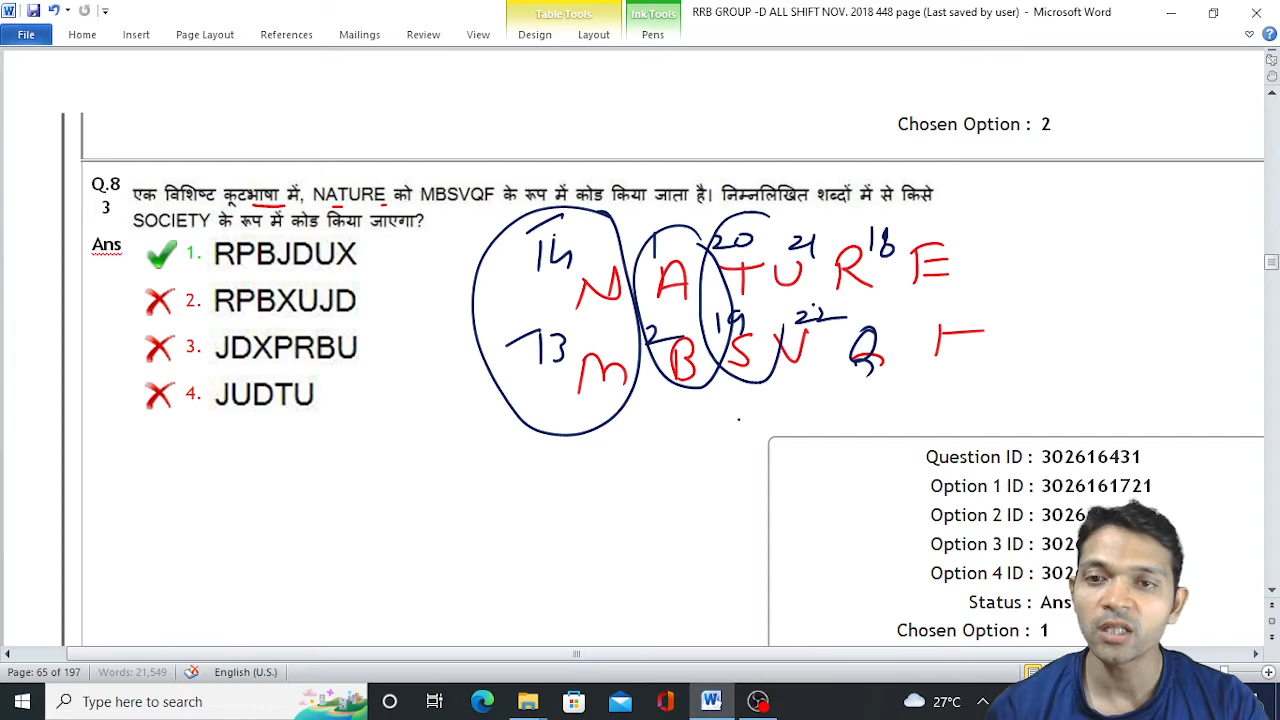 Table Tools
Ink Tools
RRB GROUP -D ALL SHIFT NOV. 2018 448 page (Last saved by user) - Microsoft Word
File Home Insert Page Layout References Mailings Review View Design Layout Pens
Chosen Option : 2
Q.8
3
एक विशिष्ट कूटभाषा में, NATURE को MBSVQF के रूप में कोड किया जाता है। निम्नलिखित शब्दों में से किसे
SOCIETY के रूप में कोड किया जाएगा?
Ans
1. RPBJDUX
2. RPBXUJD
3. JDXPRBU
4. JUDTU
14 1 20 21 18
N A T U R E
13 2 19 22
M B S V Q
Question ID : 302616431
Option 1 ID : 3026161721
Option 2 ID : 3026
Option 3 ID : 3026
Option 4 ID : 3026
Status : Ans
Chosen Option : 1
Page: 65 of 197 Words: 21,549 English (U.S.)
Type here to search
27°C